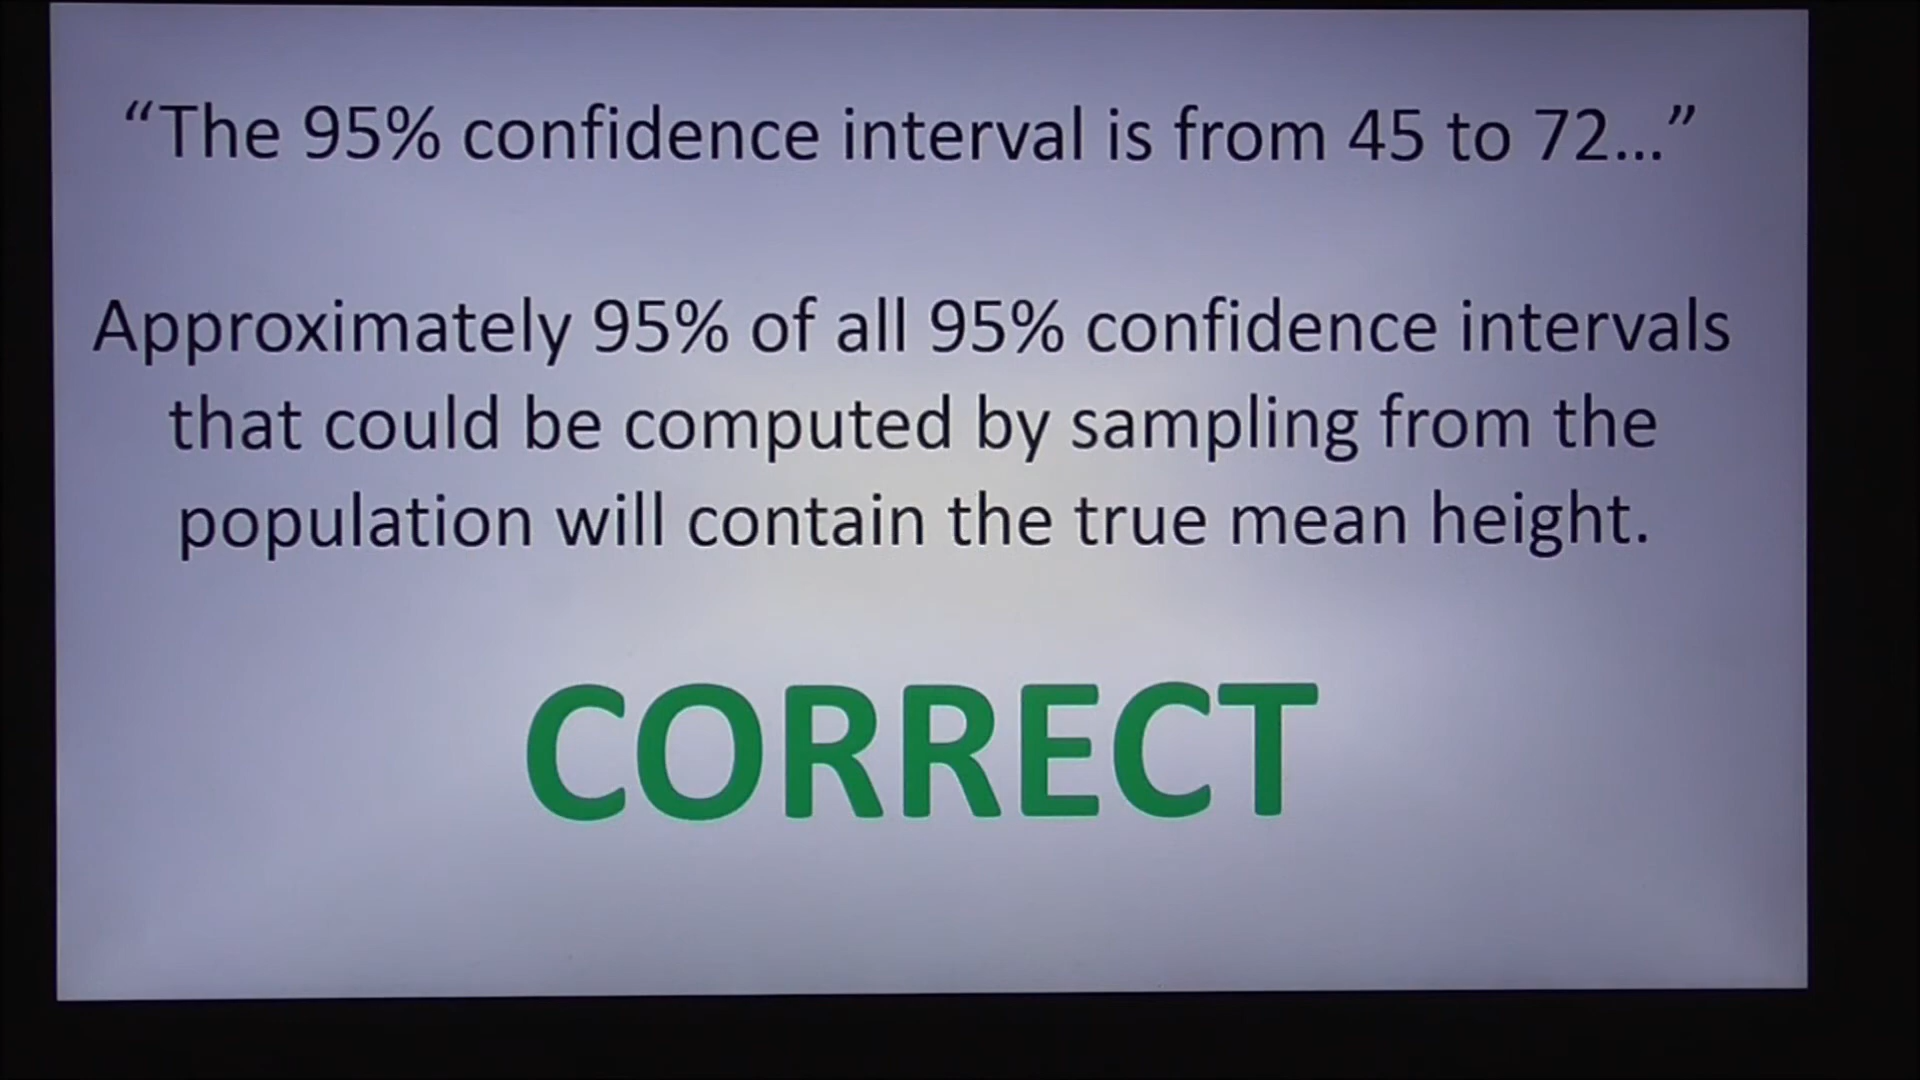 “The 95% confidence interval is from 45 to 72...”
Approximately 95% of all 95% confidence intervals
that could be computed by sampling from the
population will contain the true mean height.
CORRECT